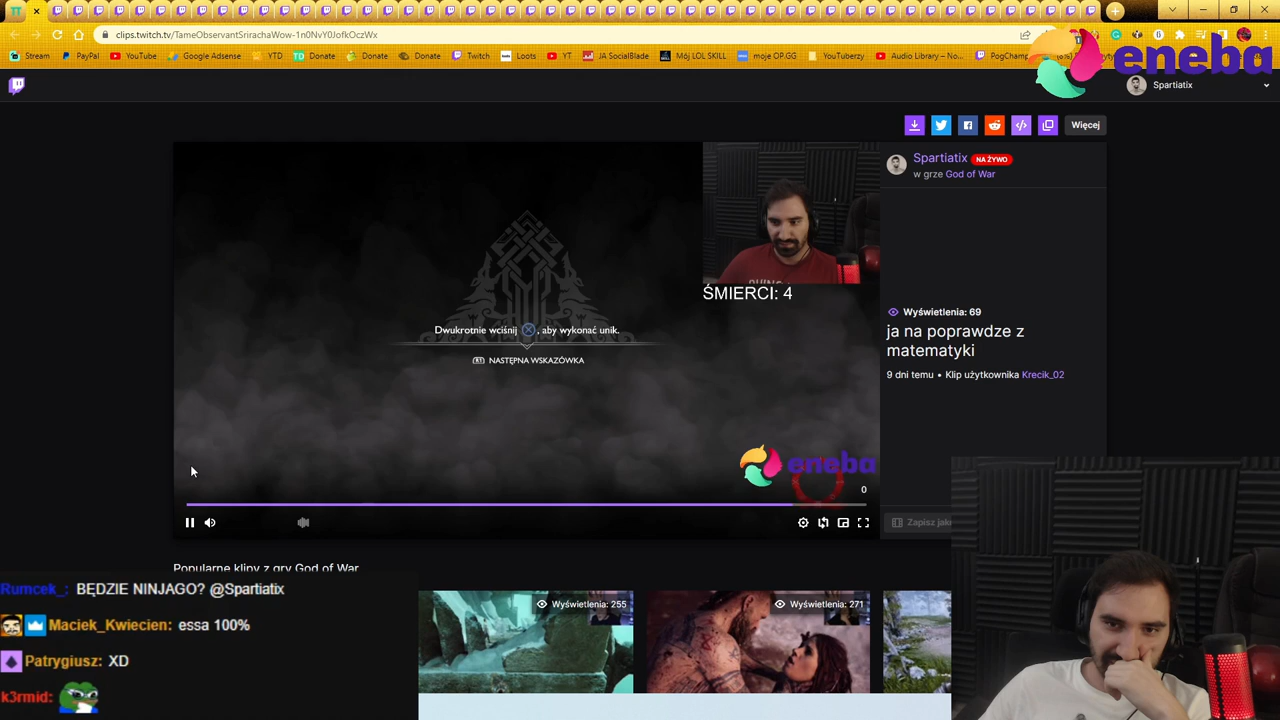 clips.twitch.tv/TameObservantSrirachaWow-1n0NvY0JofkOczWx
Stream PayPal YouTube Google Adsense YTD Donate Donate Donate Twitch Loots YT JA SocialBlade Mój LOL SKILL moje OP.GG YouTuberzy Audio Library – No... PogCham
eneba
Spartiatix
Więcej
Spartiatix NA ŻYWO
w grze God of War
ŚMIERCI: 4
Wyświetlenia: 69
ja na poprawdze z
matematyki
9 dni temu • Klip użytkownika Krecik_02
Dwukrotnie wciśnij , aby wykonać unik.
R1 NASTĘPNA WSKAZÓWKA
eneba
0
Zapisz jako
Popularne klipy z gry God of War
Rumcek_: BĘDZIE NINJAGO? @Spartiatix
Maciek_Kwiecien: essa 100%
Patrygiusz: XD
k3rmid:
Wyświetlenia: 255
Wyświetlenia: 271